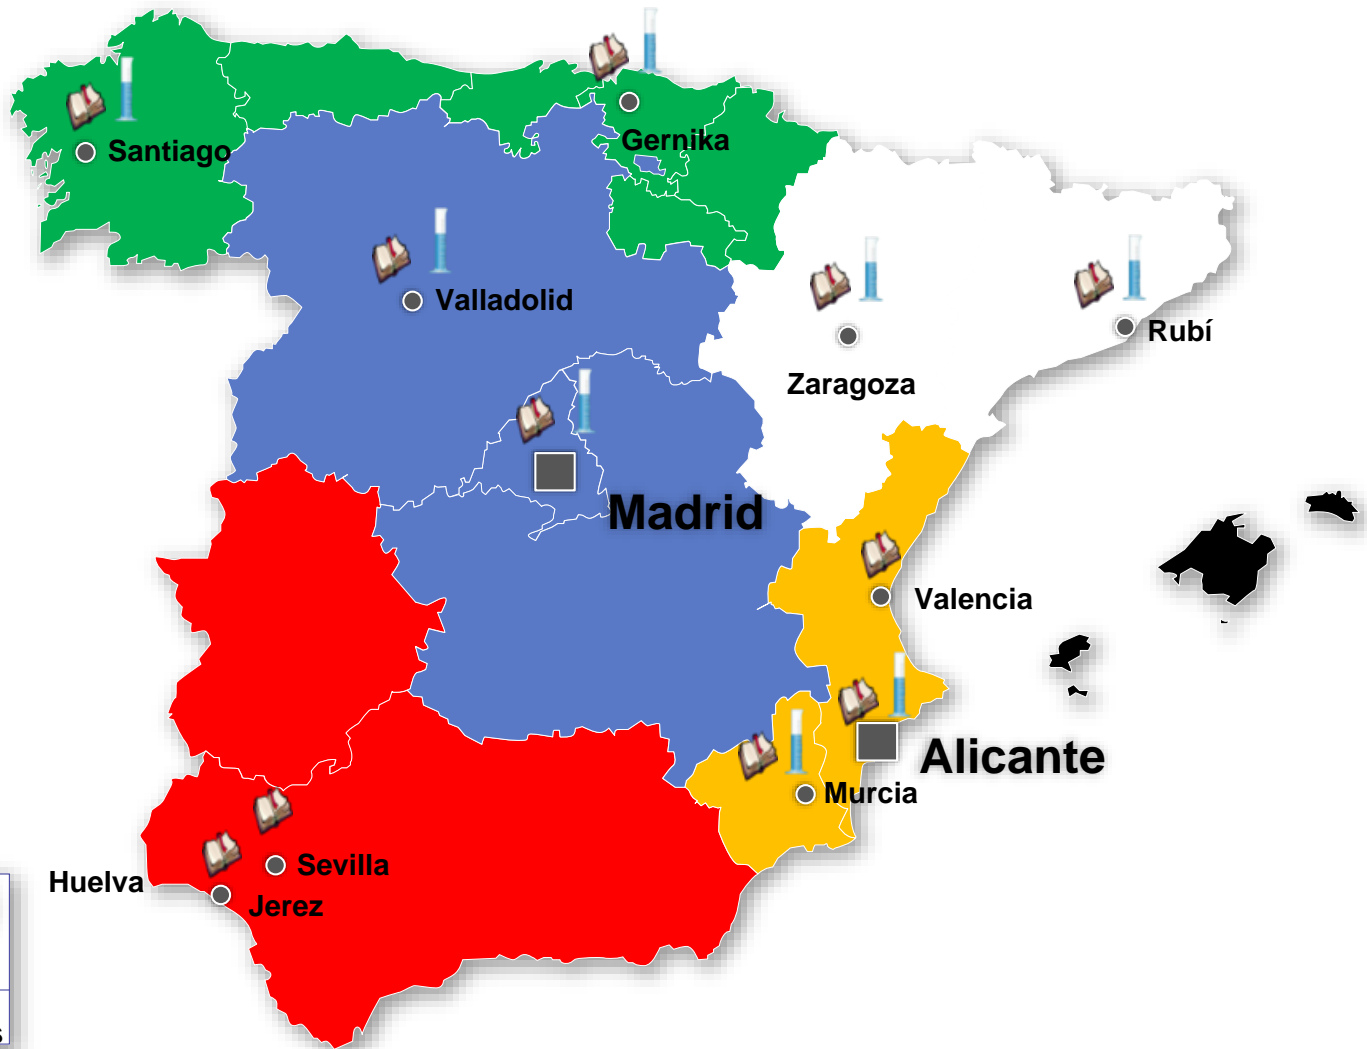 Santiago
Gernika
Valladolid
Rubí
Zaragoza
Madrid
Valencia
Alicante
Murcia
Sevilla
Huelva
Jerez